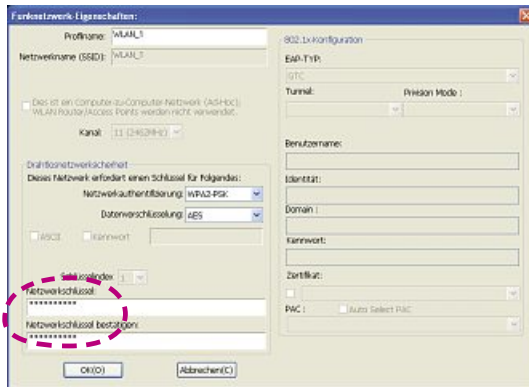 Funknetzwerk-Eigenschaften:
Profilname: WLAN_1
Netzwerkname (SSID): WLAN_1
Dies ist ein Computer-zu-Computer-Netzwerk (Ad-Hoc);
WLAN Router/Access Points werden nicht verwendet.
Kanal: 11 (2462MHz)
Drahtlosnetzwerksicherheit
Dieses Netzwerk erfordert einen Schlüssel für Folgendes:
Netzwerkauthentifizierung: WPA2-PSK
Datenverschlüsselung: AES
ASCII Kennwort
Schlüsselindex 1
Netzwerkschlüssel:
**********
Netzwerkschlüssel bestätigen:
**********
OK(O) Abbrechen(C)
802.1x-Konfiguration
EAP-TYP:
GTC
Tunnel: Provision Mode :
Benutzername:
Identität:
Domain :
Kennwort:
Zertifikat:
PAC : Auto Select PAC